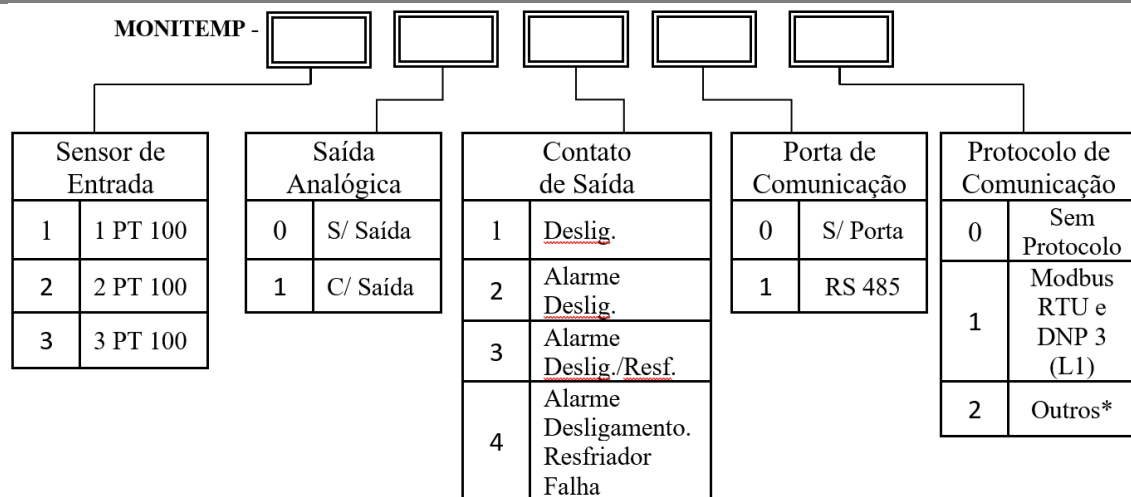 MONITEMP -
Sensor de
Entrada
1 1 PT 100
2 2 PT 100
3 3 PT 100
Saída
Analógica
0 S/ Saída
1 C/ Saída
Contato
de Saída
1 Deslig.
2 Alarme
Deslig.
3 Alarme
Deslig./Resf.
4 Alarme
Desligamento.
Resfriador
Falha
Porta de
Comunicação
0 S/ Porta
1 RS 485
Protocolo de
Comunicação
0 Sem
Protocolo
1 Modbus
RTU e
DNP 3
(L1)
2 Outros*